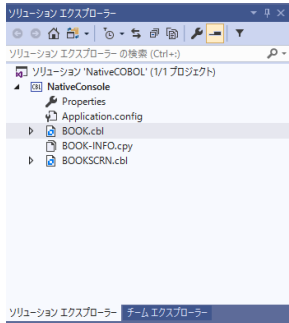 ソリューション エクスプローラー
ソリューション エクスプローラー の検索 (Ctrl+:)
ソリューション 'NativeCOBOL' (1/1 プロジェクト)
NativeConsole
Properties
Application.config
BOOK.cbl
BOOK-INFO.cpy
BOOKSCRN.cbl
ソリューション エクスプローラー チーム エクスプローラー